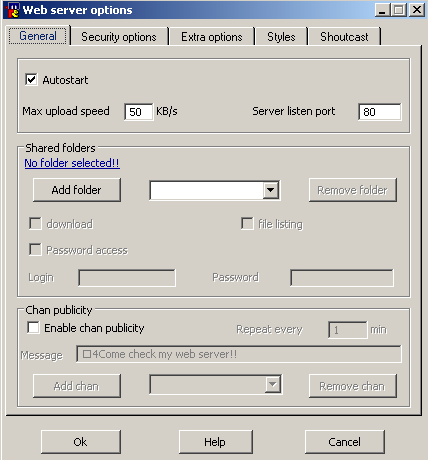 Web server options
General Security options Extra options Styles Shoutcast
Autostart
Max upload speed 50 KB/s Server listen port 80
Shared folders
No folder selected!!
Add folder Remove folder
download file listing
Password access
Login Password
Chan publicity
Enable chan publicity Repeat every 1 min
Message □4Come check my web server!!
Add chan Remove chan
Ok Help Cancel